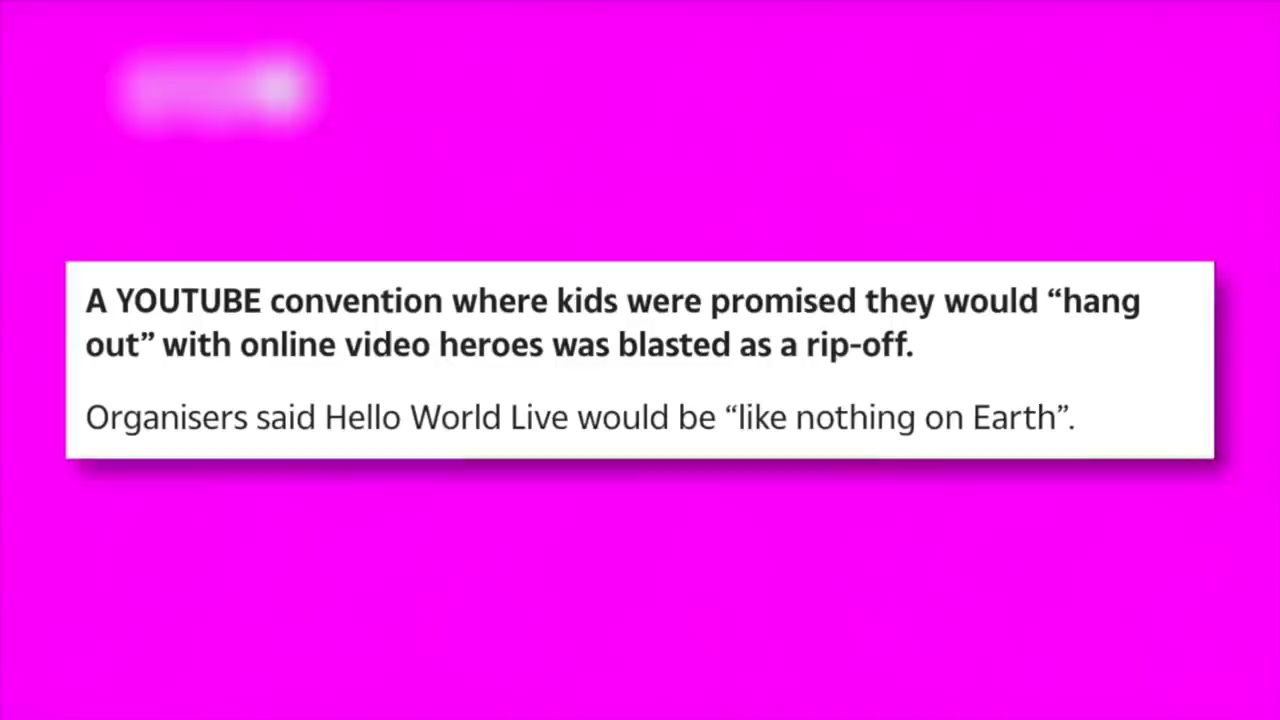 A YOUTUBE convention where kids were promised they would “hang
out” with online video heroes was blasted as a rip-off.
Organisers said Hello World Live would be “like nothing on Earth”.